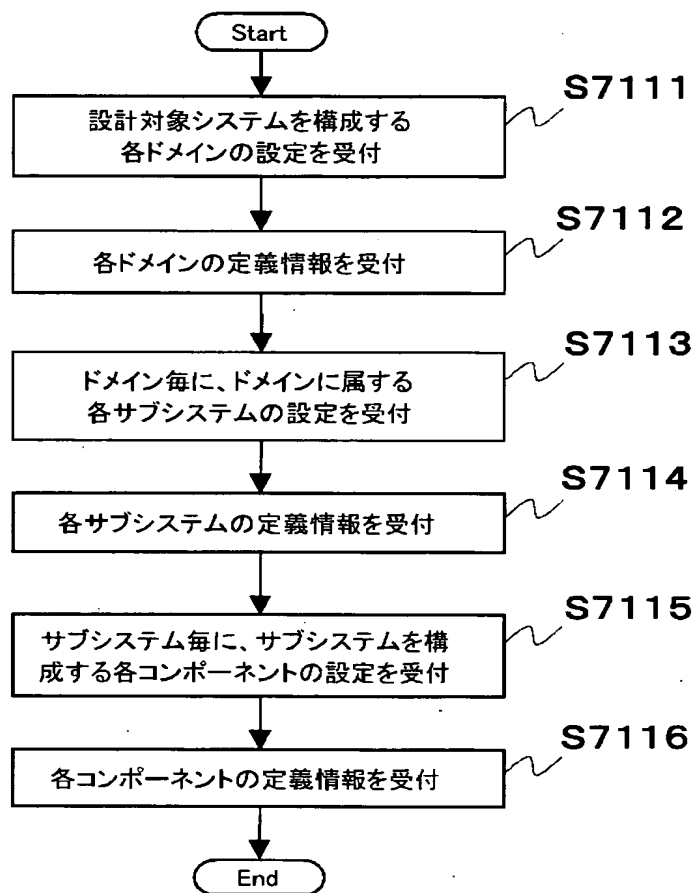 Start
S7111
設計対象システムを構成する
各ドメインの設定を受付
S7112
各ドメインの定義情報を受付
S7113
ドメイン毎に、ドメインに属する
各サブシステムの設定を受付
S7114
各サブシステムの定義情報を受付
S7115
サブシステム毎に、サブシステムを構
成する各コンポーネントの設定を受付
S7116
各コンポーネントの定義情報を受付
End